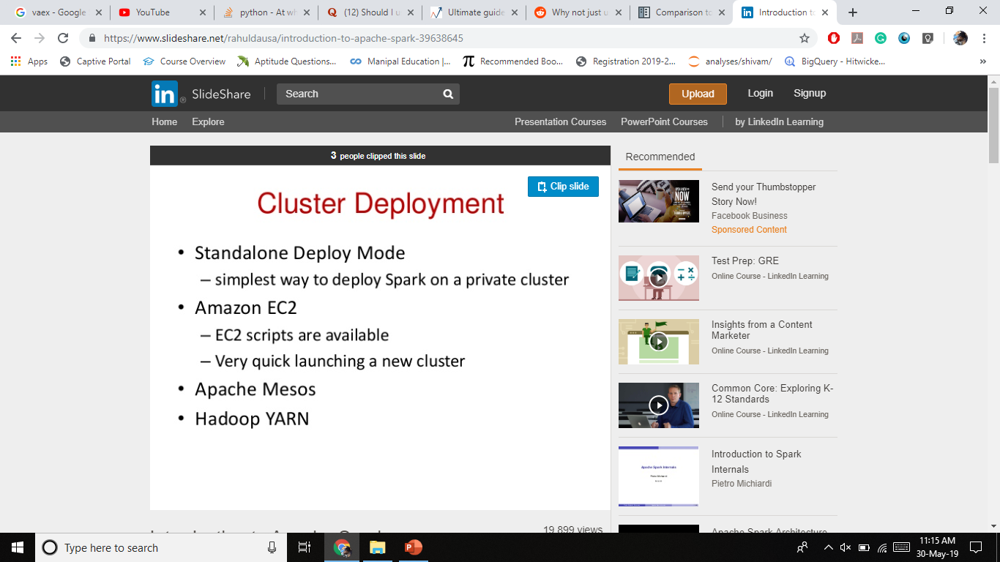 vaex - Google
YouTube
python - At wh
(12) Should I u
Ultimate guide
Why not just u
Comparison to
Introduction to
https://www.slideshare.net/rahuldausa/introduction-to-apache-spark-39638645
Apps
Captive Portal
Course Overview
Aptitude Questions...
Manipal Education |...
Recommended Boo...
Registration 2019-2...
analyses/shivam/
BigQuery - Hitwicke...
»
in ® SlideShare
Search
Upload
Login
Signup
Home
Explore
Presentation Courses
PowerPoint Courses
by LinkedIn Learning
3 people clipped this slide
Clip slide
Cluster Deployment
• Standalone Deploy Mode
– simplest way to deploy Spark on a private cluster
• Amazon EC2
– EC2 scripts are available
– Very quick launching a new cluster
• Apache Mesos
• Hadoop YARN
19,899 views
Recommended
Send your Thumbstopper
Story Now!
Facebook Business
Sponsored Content
Test Prep: GRE
Online Course - LinkedIn Learning
Insights from a Content
Marketer
Online Course - LinkedIn Learning
Common Core: Exploring K-
12 Standards
Online Course - LinkedIn Learning
Apache Spark Internals
Pietro Michiardi
Introduction to Spark
Internals
Pietro Michiardi
Apache Spark Architecture
Type here to search
11:15 AM
30-May-19